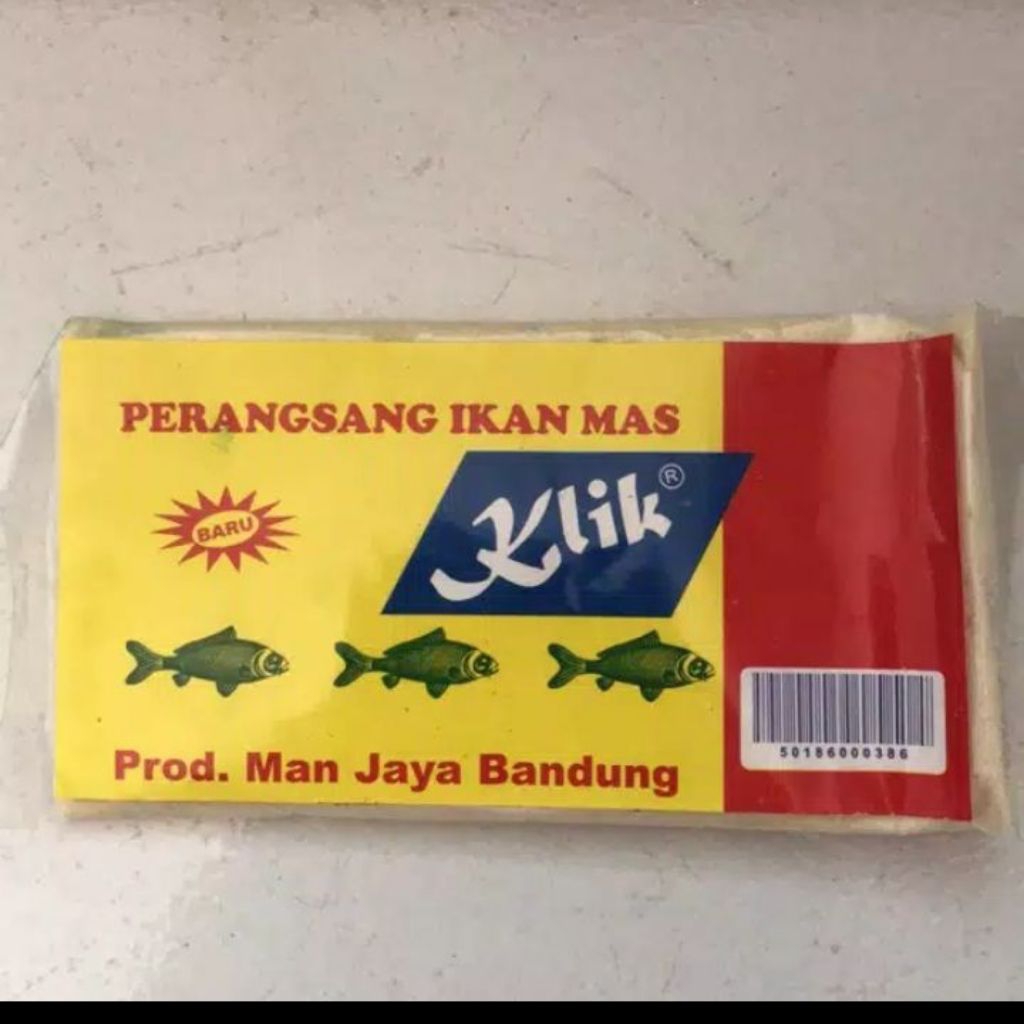 PERANGSANG IKAN MAS
Klik®
BARU
Prod. Man Jaya Bandung
50186000386